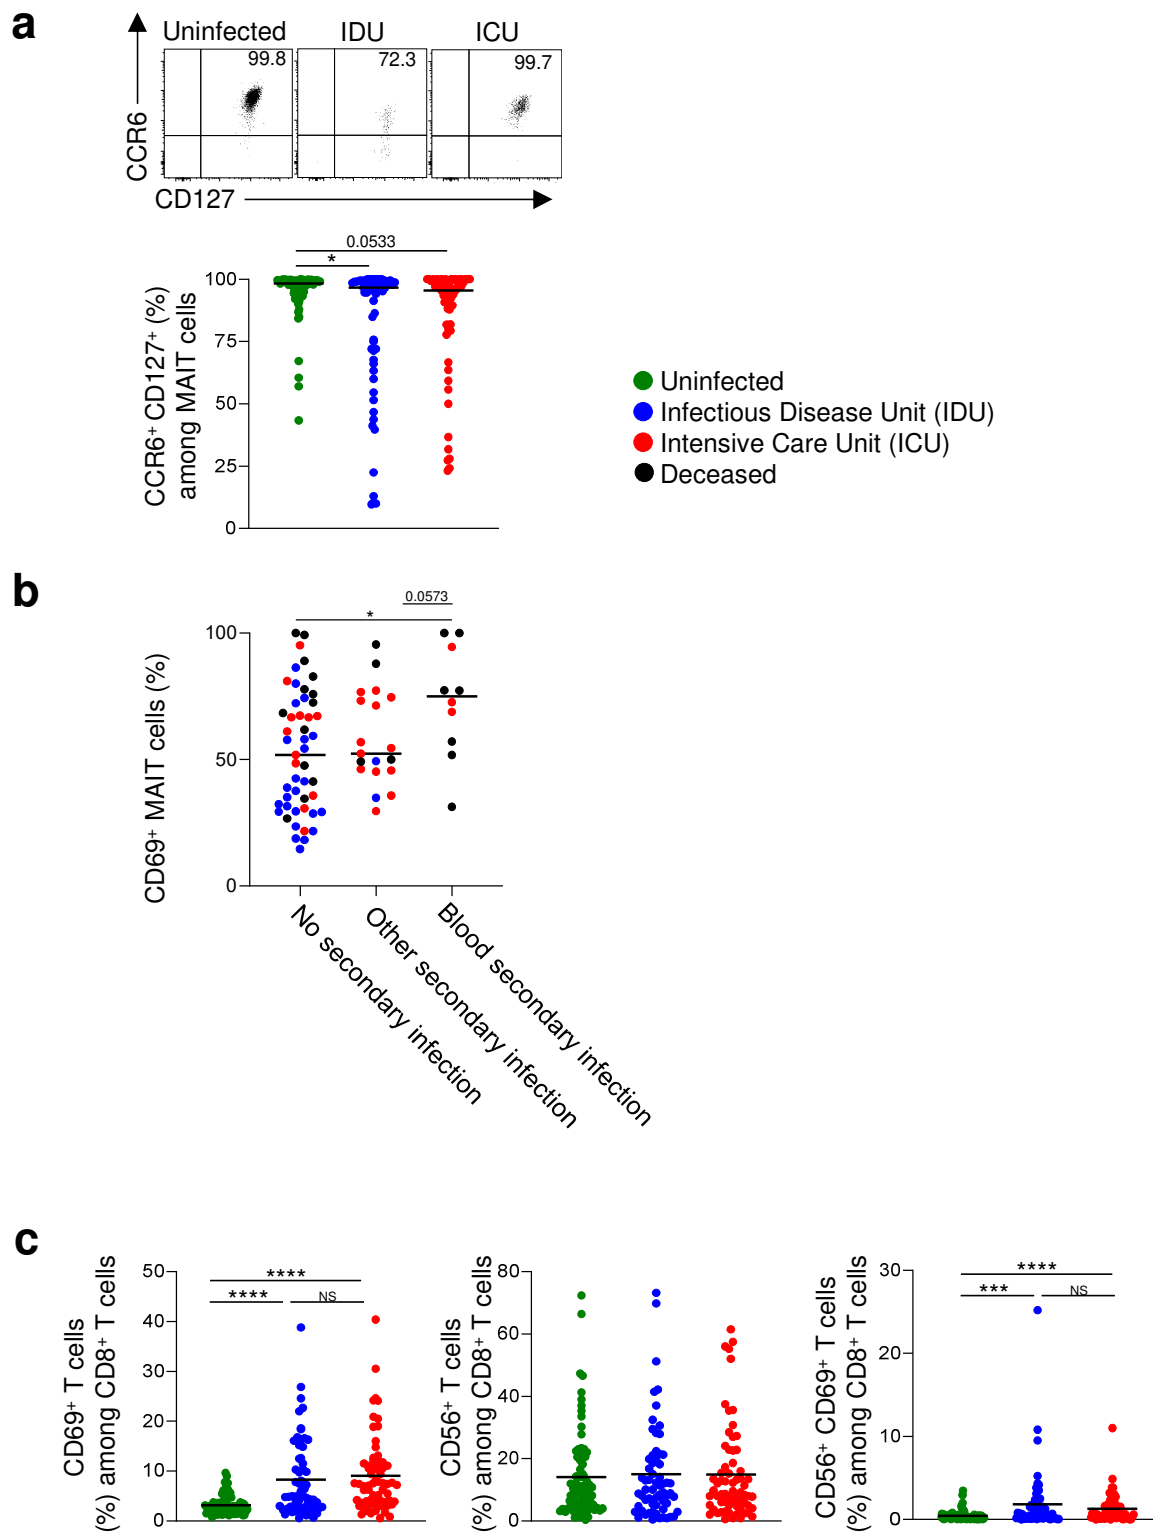 a
Uninfected IDU ICU
99.8 72.3 99.7
CCR6
CD127
0.0533
*
100
75
50
25
0
CCR6+ CD127+ (%)
among MAIT cells
Uninfected
Infectious Disease Unit (IDU)
Intensive Care Unit (ICU)
Deceased
b
0.0573
*
100
50
0
CD69+ MAIT cells (%)
No secondary infection
Other secondary infection
Blood secondary infection
c
CD69+ T cells
(%) among CD8+ T cells
50
40
30
20
10
0
****
**** NS
CD56+ T cells
(%) among CD8+ T cells
80
60
40
20
0
CD56+ CD69+ T cells
(%) among CD8+ T cells
30
20
10
0
****
*** NS